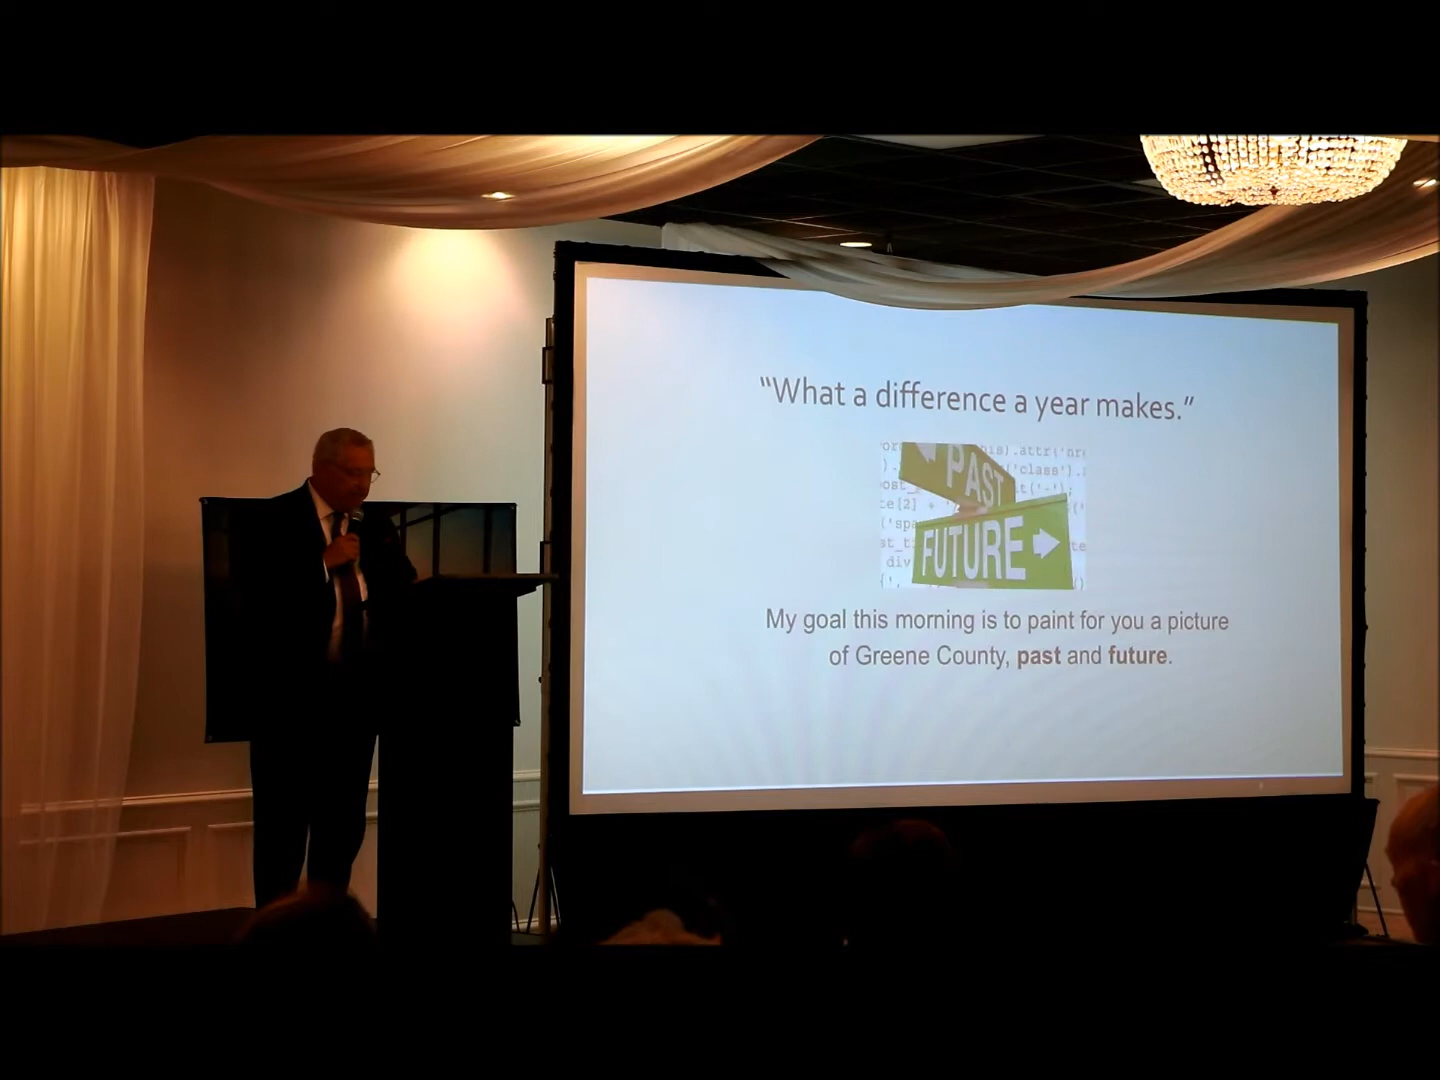 “What a difference a year makes.”
PAST
FUTURE
My goal this morning is to paint for you a picture
of Greene County, past and future.